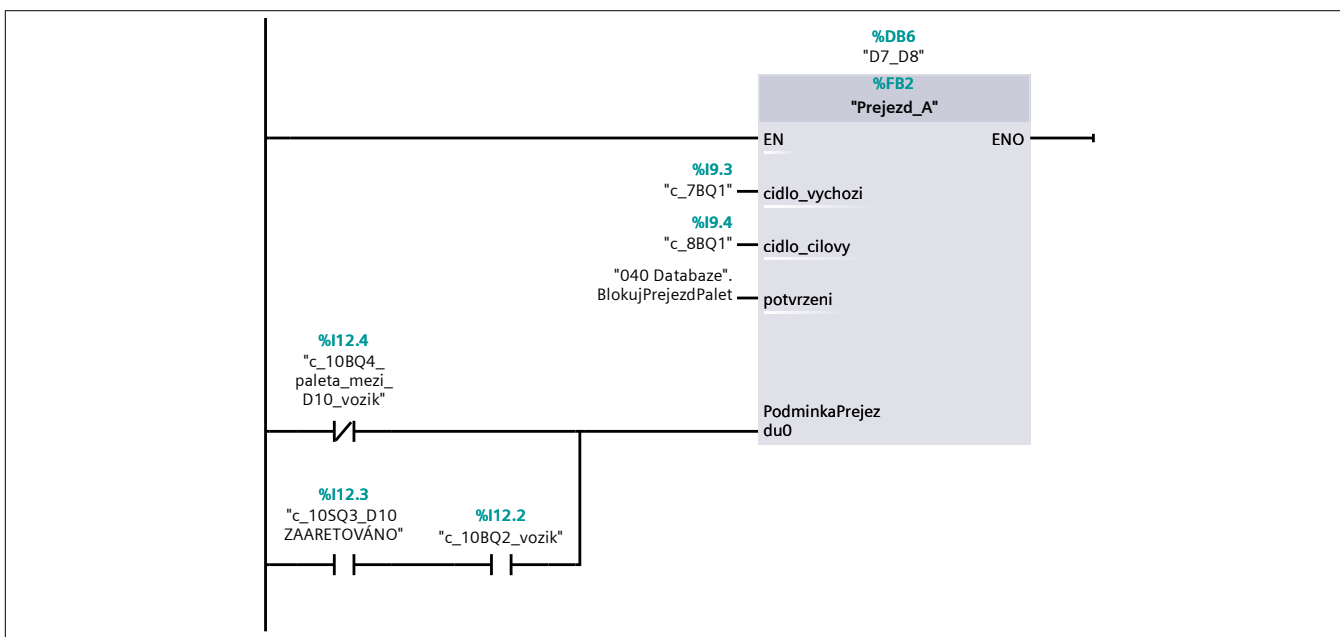 %DB6
"D7_D8"
%FB2
"Prejezd_A"
EN
ENO
%I9.3
"c_7BQ1"
cidlo_vychozi
%I9.4
"c_8BQ1"
cidlo_cilovy
"040 Databaze".
BlokujPrejezdPalet
potvrzeni
%I12.4
"c_10BQ4_
paleta_mezi_
D10_vozik"
PodminkaPrejez
du0
%I12.3
"c_10SQ3_D10
ZAARETOVÁNO"
%I12.2
"c_10BQ2_vozik"